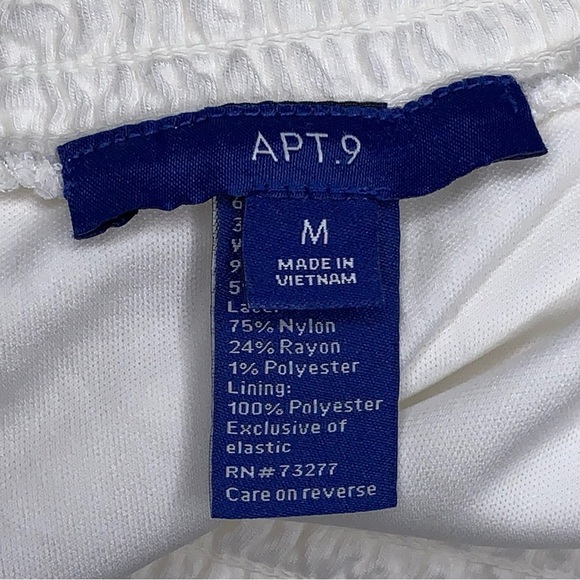 APT.9
M
MADE IN
VIETNAM
75% Nylon
24% Rayon
1% Polyester
Lining:
100% Polyester
Exclusive of
elastic
RN#73277
Care on reverse